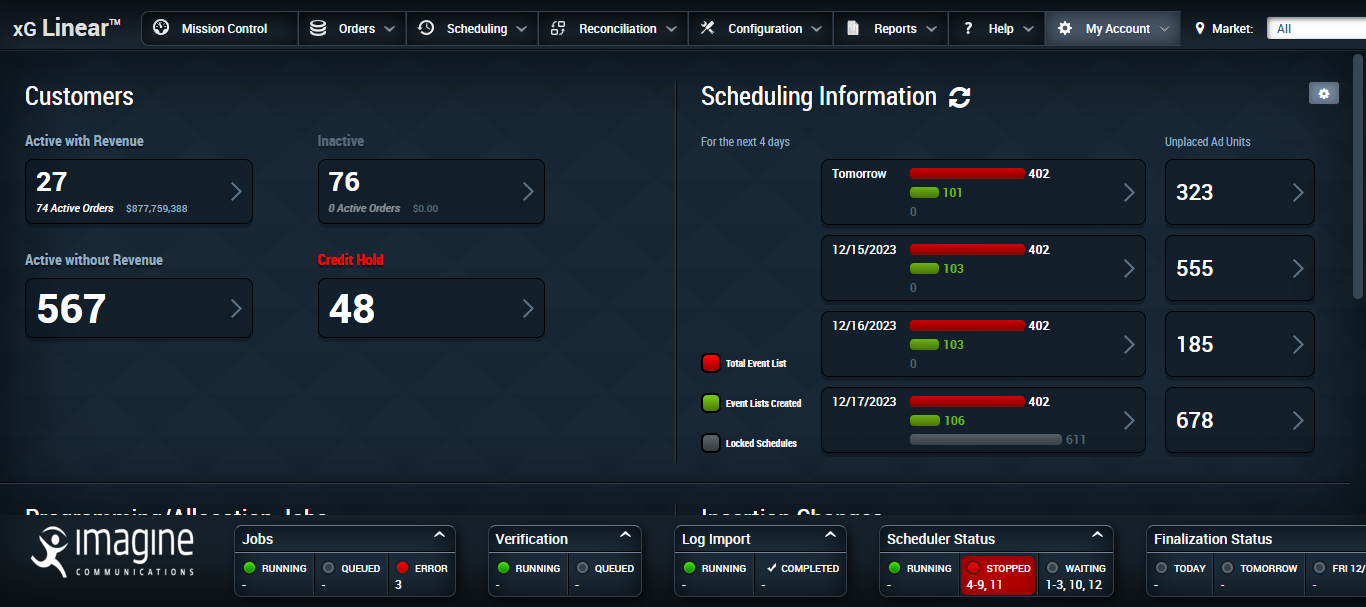 xG Linear™
Mission Control
Orders
Scheduling
Reconciliation
Configuration
Reports
? Help
My Account
Market:
All
Customers
Active with Revenue
27
74 Active Orders $877,759,388
Inactive
76
0 Active Orders $0.00
Active without Revenue
567
Credit Hold
48
Scheduling Information
For the next 4 days
Unplaced Ad Units
Tomorrow 402
101
0
323
12/15/2023 402
103
0
555
12/16/2023 402
103
0
185
12/17/2023 402
106
611
678
Total Event List
Event Lists Created
Locked Schedules
Programming/Allocation Jobs
Insertion Changes
imagine
COMMUNICATIONS
Jobs
RUNNING
-
QUEUED
-
ERROR
3
Verification
RUNNING
-
QUEUED
-
Log Import
RUNNING
-
COMPLETED
-
Scheduler Status
RUNNING
-
STOPPED
4-9, 11
WAITING
1-3, 10, 12
Finalization Status
TODAY
-
TOMORROW
-
FRI 12/
-